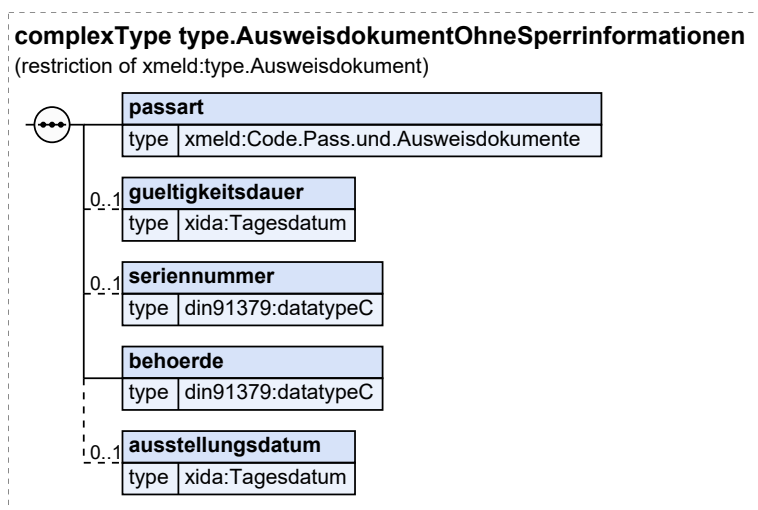 complexType type.AusweisdokumentOhneSperrinformationen
(restriction of xmeld:type.Ausweisdokument)
passart
type xmeld:Code.Pass.und.Ausweisdokumente
0..1 gueltigkeitsdauer
type xida:Tagesdatum
0..1 seriennummer
type din91379:datatypeC
behoerde
type din91379:datatypeC
0..1 ausstellungsdatum
type xida:Tagesdatum